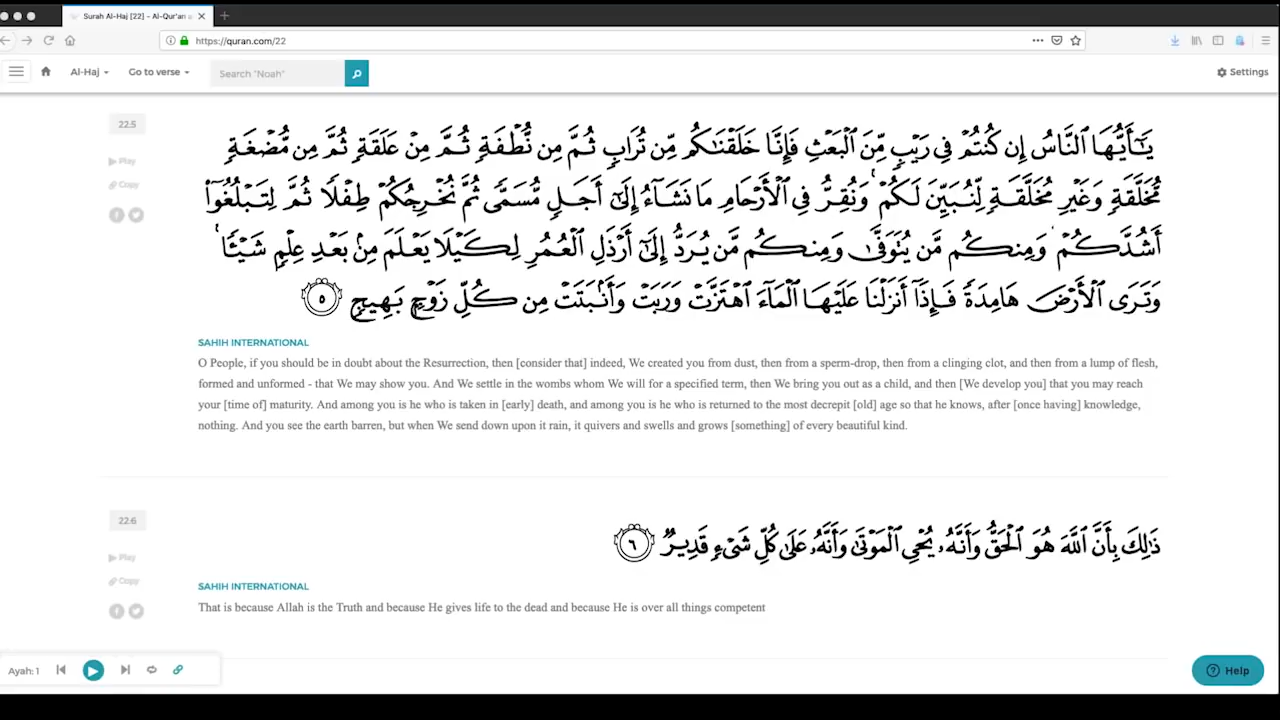 Surah Al-Haj [22] - Al-Qur'an a
https://quran.com/22
Al-Haj
Go to verse
Search "Noah"
Settings
22:5
Play
Copy
يَـٰٓأَيُّهَا ٱلنَّاسُ إِن كُنتُمْ فِى رَيْبٍ مِّنَ ٱلْبَعْثِ فَإِنَّا خَلَقْنَـٰكُم مِّن تُرَابٍ ثُمَّ مِن نُّطْفَةٍ ثُمَّ مِنْ عَلَقَةٍ ثُمَّ مِن مُّضْغَةٍ
مُّخَلَّقَةٍ وَغَيْرِ مُخَلَّقَةٍ لِّنُبَيِّنَ لَكُمْ ۚ وَنُقِرُّ فِى ٱلْأَرْحَامِ مَا نَشَآءُ إِلَىٰٓ أَجَلٍ مُّسَمًّى ثُمَّ نُخْرِجُكُمْ طِفْلًا ثُمَّ لِتَبْلُغُوٓا۟
أَشُدَّكُمْ ۖ وَمِنكُم مَّن يُتَوَفَّىٰ وَمِنكُم مَّن يُرَدُّ إِلَىٰٓ أَرْذَلِ ٱلْعُمُرِ لِكَيْلَا يَعْلَمَ مِنۢ بَعْدِ عِلْمٍ شَيْـًٔا ۚ
وَتَرَى ٱلْأَرْضَ هَامِدَةً فَإِذَآ أَنزَلْنَا عَلَيْهَا ٱلْمَآءَ ٱهْتَزَّتْ وَرَبَتْ وَأَنۢبَتَتْ مِن كُلِّ زَوْجٍۭ بَهِيجٍ ٥
SAHIH INTERNATIONAL
O People, if you should be in doubt about the Resurrection, then [consider that] indeed, We created you from dust, then from a sperm-drop, then from a clinging clot, and then from a lump of flesh,
formed and unformed - that We may show you. And We settle in the wombs whom We will for a specified term, then We bring you out as a child, and then [We develop you] that you may reach
your [time of] maturity. And among you is he who is taken in [early] death, and among you is he who is returned to the most decrepit [old] age so that he knows, after [once having] knowledge,
nothing. And you see the earth barren, but when We send down upon it rain, it quivers and swells and grows [something] of every beautiful kind.
22:6
Play
Copy
ذَٰلِكَ بِأَنَّ ٱللَّهَ هُوَ ٱلْحَقُّ وَأَنَّهُۥ يُحْىِ ٱلْمَوْتَىٰ وَأَنَّهُۥ عَلَىٰ كُلِّ شَىْءٍ قَدِيرٌ ٦
SAHIH INTERNATIONAL
That is because Allah is the Truth and because He gives life to the dead and because He is over all things competent
Ayah: 1
Help